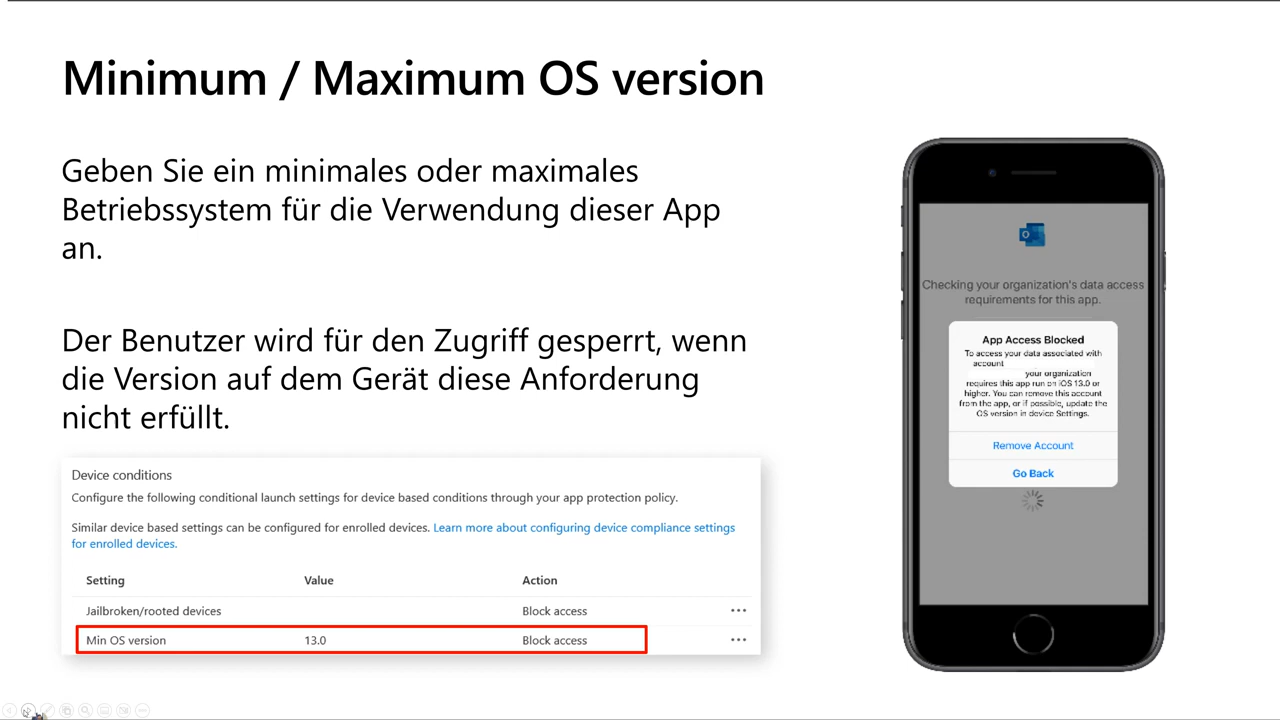 Minimum / Maximum OS version
Geben Sie ein minimales oder maximales
Betriebssystem für die Verwendung dieser App
an.
Der Benutzer wird für den Zugriff gesperrt, wenn
die Version auf dem Gerät diese Anforderung
nicht erfüllt.
Device conditions
Configure the following conditional launch settings for device based conditions through your app protection policy.
Similar device based settings can be configured for enrolled devices. Learn more about configuring device compliance settings
for enrolled devices.
Setting Value Action
Jailbroken/rooted devices Block access
Min OS version 13.0 Block access
Checking your organization's data access
requirements for this app.
App Access Blocked
To access your data associated with
account
your organization
requires this app run on iOS 13.0 or
higher. You can remove this account
from the app, or if possible, update the
OS version in device Settings.
Remove Account
Go Back